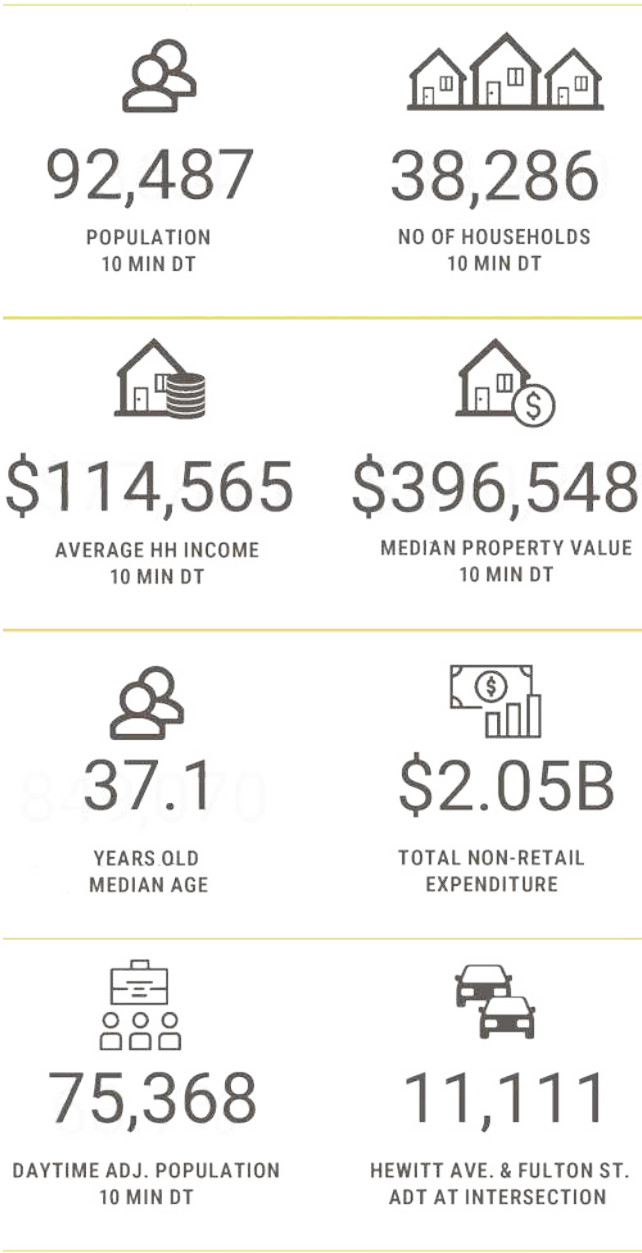 92,487
POPULATION
10 MIN DT
38,286
NO OF HOUSEHOLDS
10 MIN DT
$114,565
AVERAGE HH INCOME
10 MIN DT
$396,548
MEDIAN PROPERTY VALUE
10 MIN DT
37.1
YEARS OLD
MEDIAN AGE
$2.05B
TOTAL NON-RETAIL
EXPENDITURE
75,368
DAYTIME ADJ. POPULATION
10 MIN DT
11,111
HEWITT AVE. & FULTON ST.
ADT AT INTERSECTION